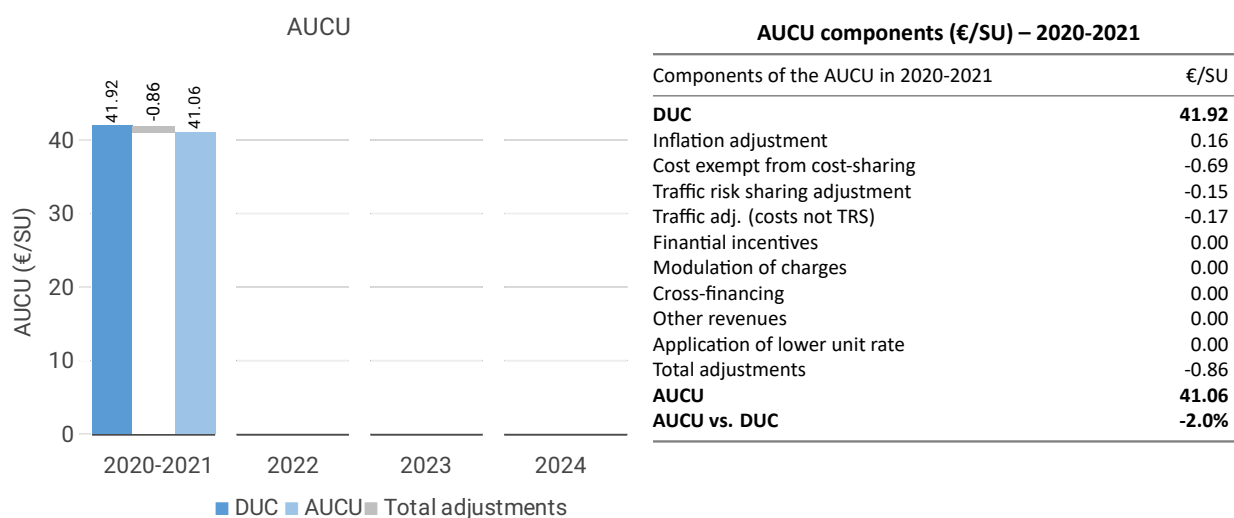 AUCU
41.92
-0.86
41.06
AUCU (€/SU)
40
30
20
10
0
2020-2021 2022 2023 2024
DUC AUCU Total adjustments
AUCU components (€/SU) – 2020-2021
Components of the AUCU in 2020-2021 €/SU
DUC 41.92
Inflation adjustment 0.16
Cost exempt from cost-sharing -0.69
Traffic risk sharing adjustment -0.15
Traffic adj. (costs not TRS) -0.17
Finantial incentives 0.00
Modulation of charges 0.00
Cross-financing 0.00
Other revenues 0.00
Application of lower unit rate 0.00
Total adjustments -0.86
AUCU 41.06
AUCU vs. DUC -2.0%